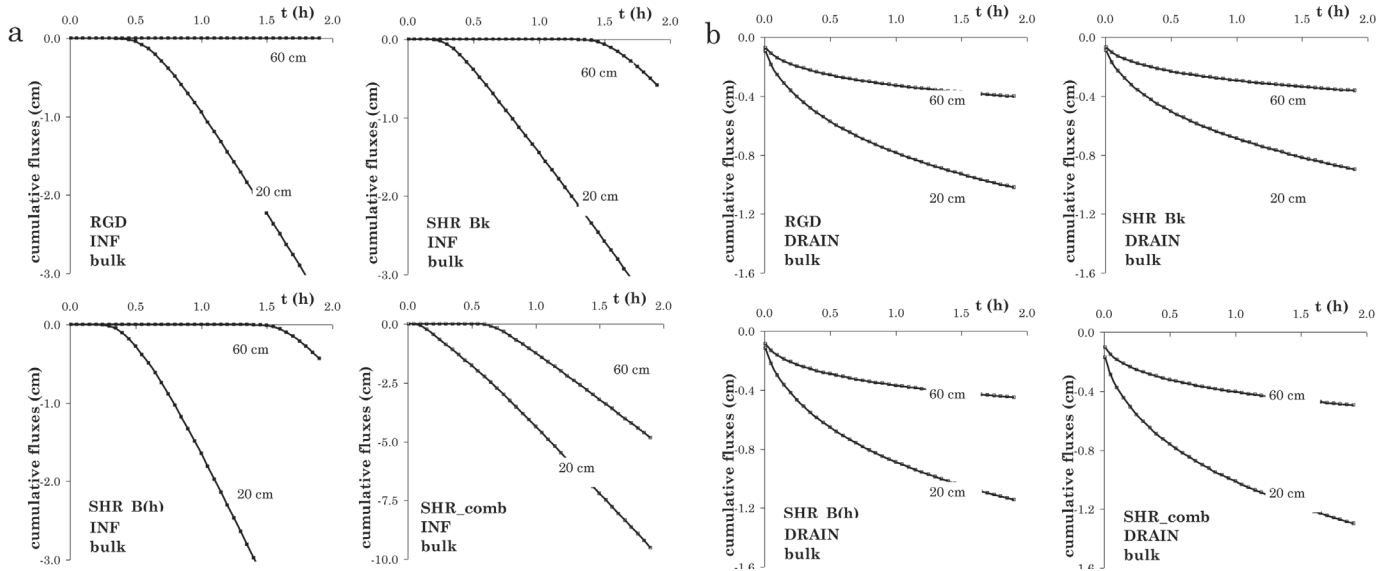 a
t (h)
0.0 0.5 1.0 1.5 2.0
0.0
-1.0
-2.0
-3.0
cumulative fluxes (cm)
60 cm
20 cm
RGD
INF
bulk
t (h)
0.0 0.5 1.0 1.5 2.0
0.0
-1.0
-2.0
-3.0
cumulative fluxes (cm)
60 cm
20 cm
SHR Bk
INF
bulk
b
t (h)
0.0 0.5 1.0 1.5 2.0
0.0
-0.4
-0.8
-1.2
-1.6
cumulative fluxes (cm)
60 cm
20 cm
RGD
DRAIN
bulk
t (h)
0.0 0.5 1.0 1.5 2.0
0.0
-0.4
-0.8
-1.2
-1.6
cumulative fluxes (cm)
60 cm
20 cm
SHR Bk
DRAIN
bulk
t (h)
0.0 0.5 1.0 1.5 2.0
0.0
-1.0
-2.0
-3.0
cumulative fluxes (cm)
60 cm
20 cm
SHR B(h)
INF
bulk
t (h)
0.0 0.5 1.0 1.5 2.0
0.0
-2.5
-5.0
-7.5
-10.0
cumulative fluxes (cm)
60 cm
20 cm
SHR_comb
INF
bulk
t (h)
0.0 0.5 1.0 1.5 2.0
0.0
-0.4
-0.8
-1.2
-1.6
cumulative fluxes (cm)
60 cm
20 cm
SHR B(h)
DRAIN
bulk
t (h)
0.0 0.5 1.0 1.5 2.0
0.0
-0.4
-0.8
-1.2
-1.6
cumulative fluxes (cm)
60 cm
20 cm
SHR_comb
DRAIN
bulk